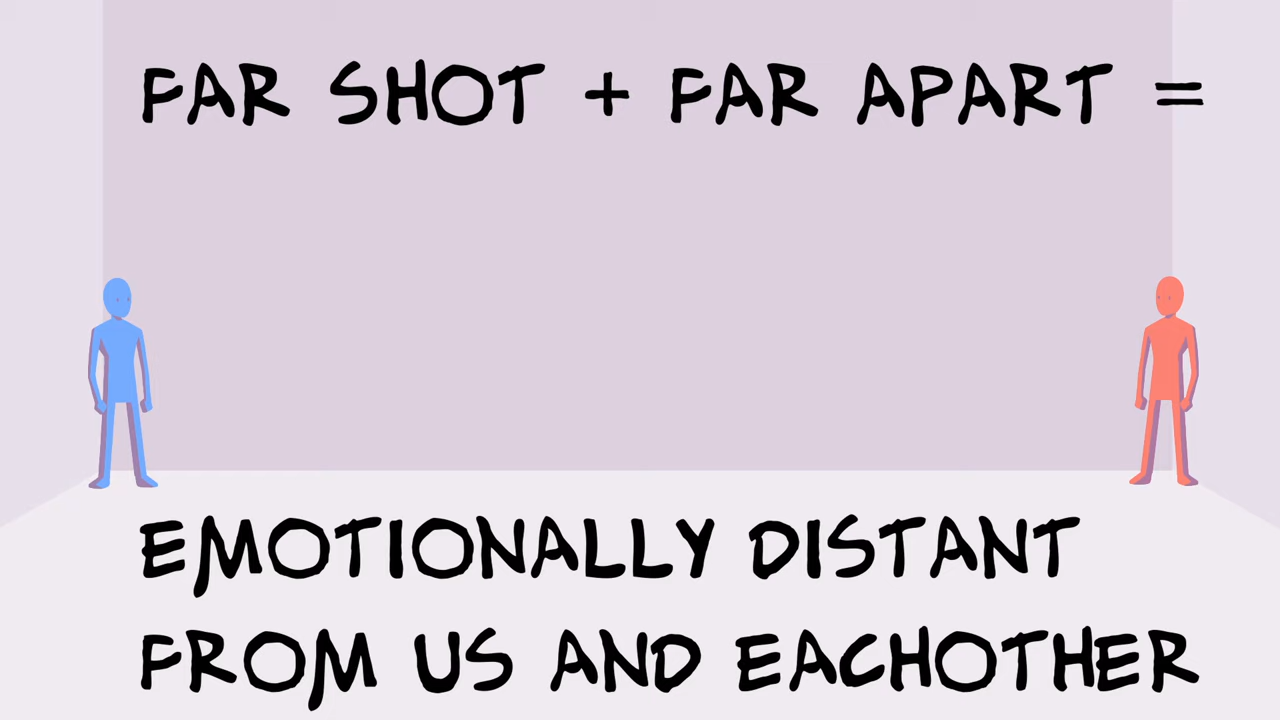 FAR SHOT + FAR APART =
EMOTIONALLY DISTANT
FROM US AND EACHOTHER